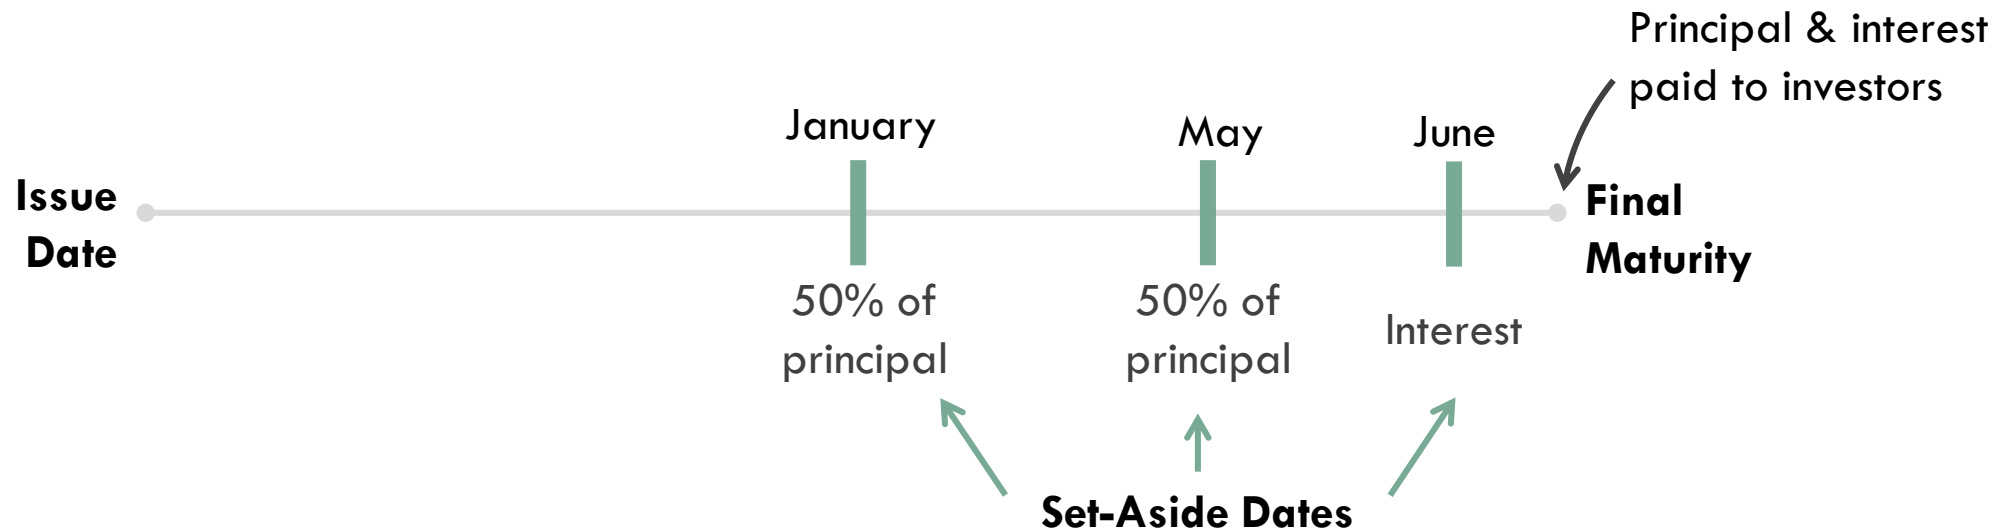 Principal & interest
paid to investors
January
May
June
Issue
Date
Final
Maturity
50% of
principal
50% of
principal
Interest
Set-Aside Dates